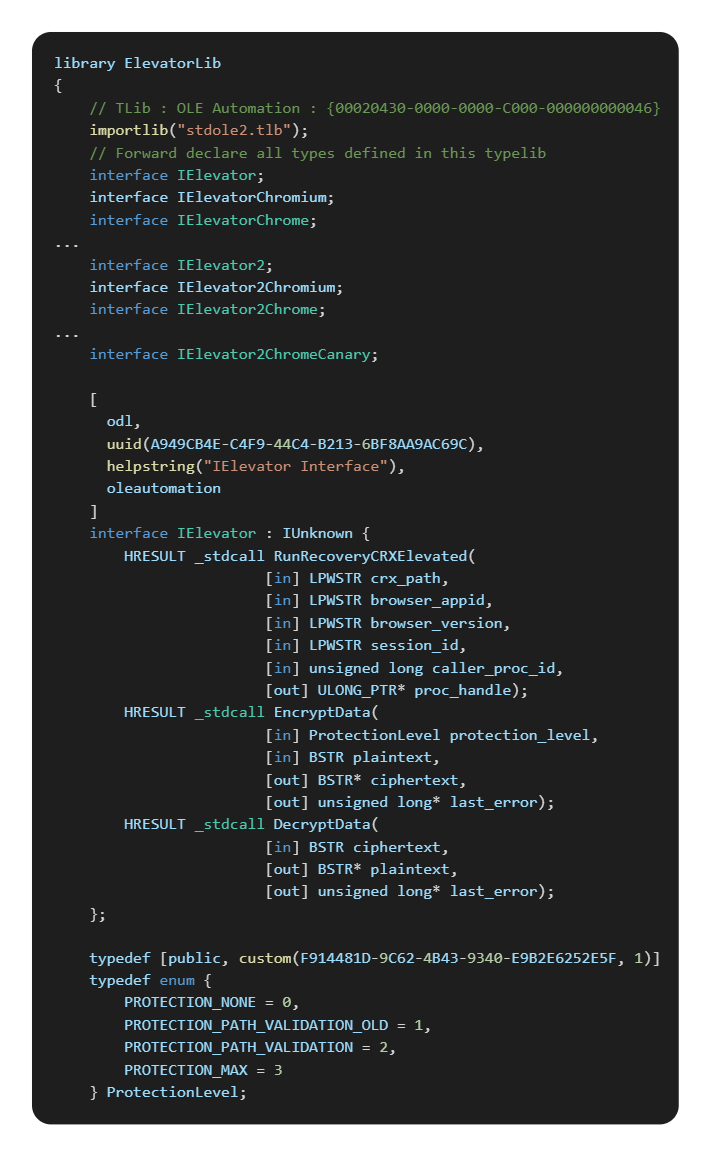 library ElevatorLib
{
    // TLib : OLE Automation : {00020430-0000-0000-C000-000000000046}
    importlib("stdole2.tlb");
    // Forward declare all types defined in this typelib
    interface IElevator;
    interface IElevatorChromium;
    interface IElevatorChrome;
...
    interface IElevator2;
    interface IElevator2Chromium;
    interface IElevator2Chrome;
...
    interface IElevator2ChromeCanary;

    [
      odl,
      uuid(A949CB4E-C4F9-44C4-B213-6BF8AA9AC69C),
      helpstring("IElevator Interface"),
      oleautomation
    ]
    interface IElevator : IUnknown {
        HRESULT _stdcall RunRecoveryCRXElevated(
                        [in] LPWSTR crx_path,
                        [in] LPWSTR browser_appid,
                        [in] LPWSTR browser_version,
                        [in] LPWSTR session_id,
                        [in] unsigned long caller_proc_id,
                        [out] ULONG_PTR* proc_handle);
        HRESULT _stdcall EncryptData(
                        [in] ProtectionLevel protection_level,
                        [in] BSTR plaintext,
                        [out] BSTR* ciphertext,
                        [out] unsigned long* last_error);
        HRESULT _stdcall DecryptData(
                        [in] BSTR ciphertext,
                        [out] BSTR* plaintext,
                        [out] unsigned long* last_error);
    };

    typedef [public, custom(F914481D-9C62-4B43-9340-E9B2E6252E5F, 1)]
    typedef enum {
        PROTECTION_NONE = 0,
        PROTECTION_PATH_VALIDATION_OLD = 1,
        PROTECTION_PATH_VALIDATION = 2,
        PROTECTION_MAX = 3
    } ProtectionLevel;